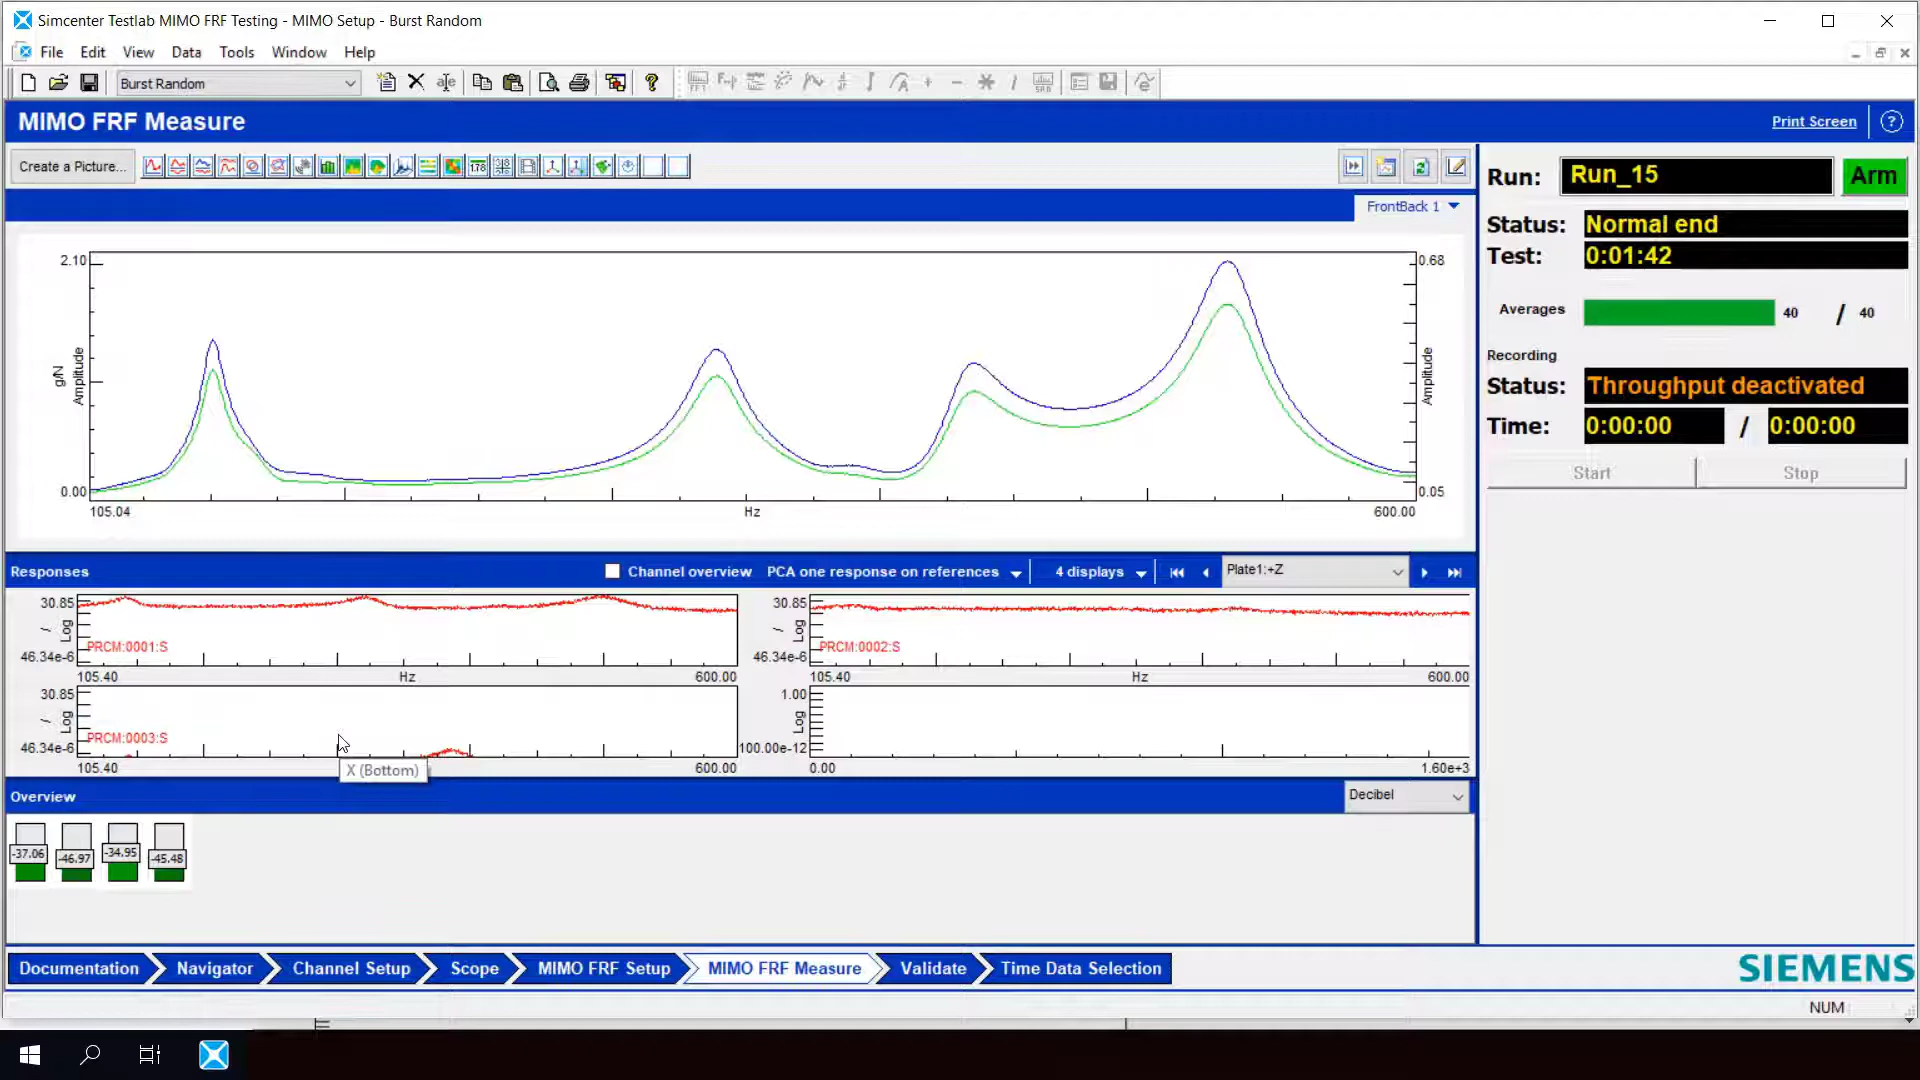 Simcenter Testlab MIMO FRF Testing - MIMO Setup - Burst Random
File Edit View Data Tools Window Help
Burst Random
MIMO FRF Measure
Print Screen
Create a Picture...
FrontBack 1
2.10
0.00
g/N
Amplitude
105.04
Hz
600.00
0.68
0.05
Amplitude
Run: Run_15 Arm
Status: Normal end
Test: 0:01:42
Averages 40 / 40
Recording
Status: Throughput deactivated
Time: 0:00:00 / 0:00:00
Start Stop
Responses Channel overview PCA one response on references 4 displays Plate1:+Z
30.85
/
Log
PRCM:0001:S
46.34e-6
105.40 Hz 600.00
30.85
/
Log
PRCM:0002:S
46.34e-6
105.40 Hz 600.00
30.85
/
Log
PRCM:0003:S
46.34e-6
105.40 600.00
X (Bottom)
1.00
Log
100.00e-12
0.00 1.60e+3
Overview Decibel
-37.06 -46.97 -34.95 -45.48
Documentation Navigator Channel Setup Scope MIMO FRF Setup MIMO FRF Measure Validate Time Data Selection
SIEMENS
NUM